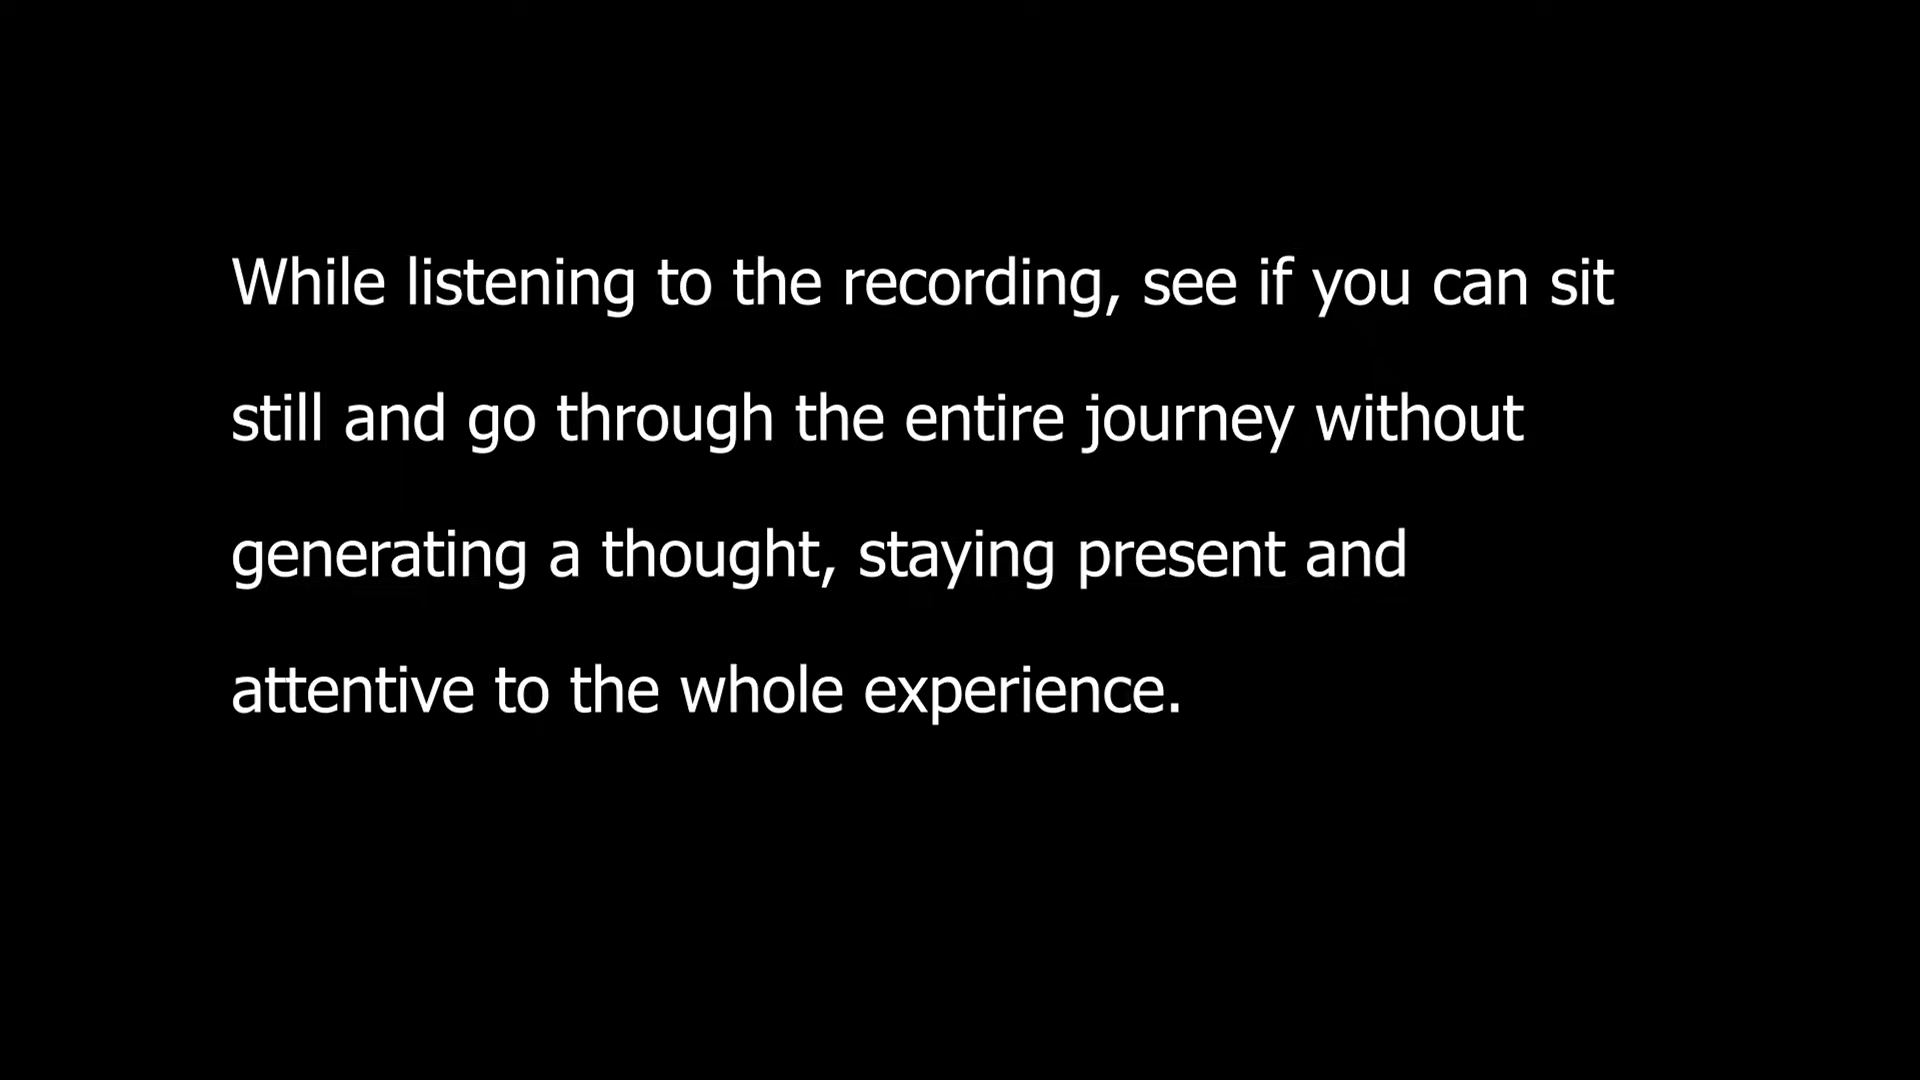 While listening to the recording, see if you can sit
still and go through the entire journey without
generating a thought, staying present and
attentive to the whole experience.